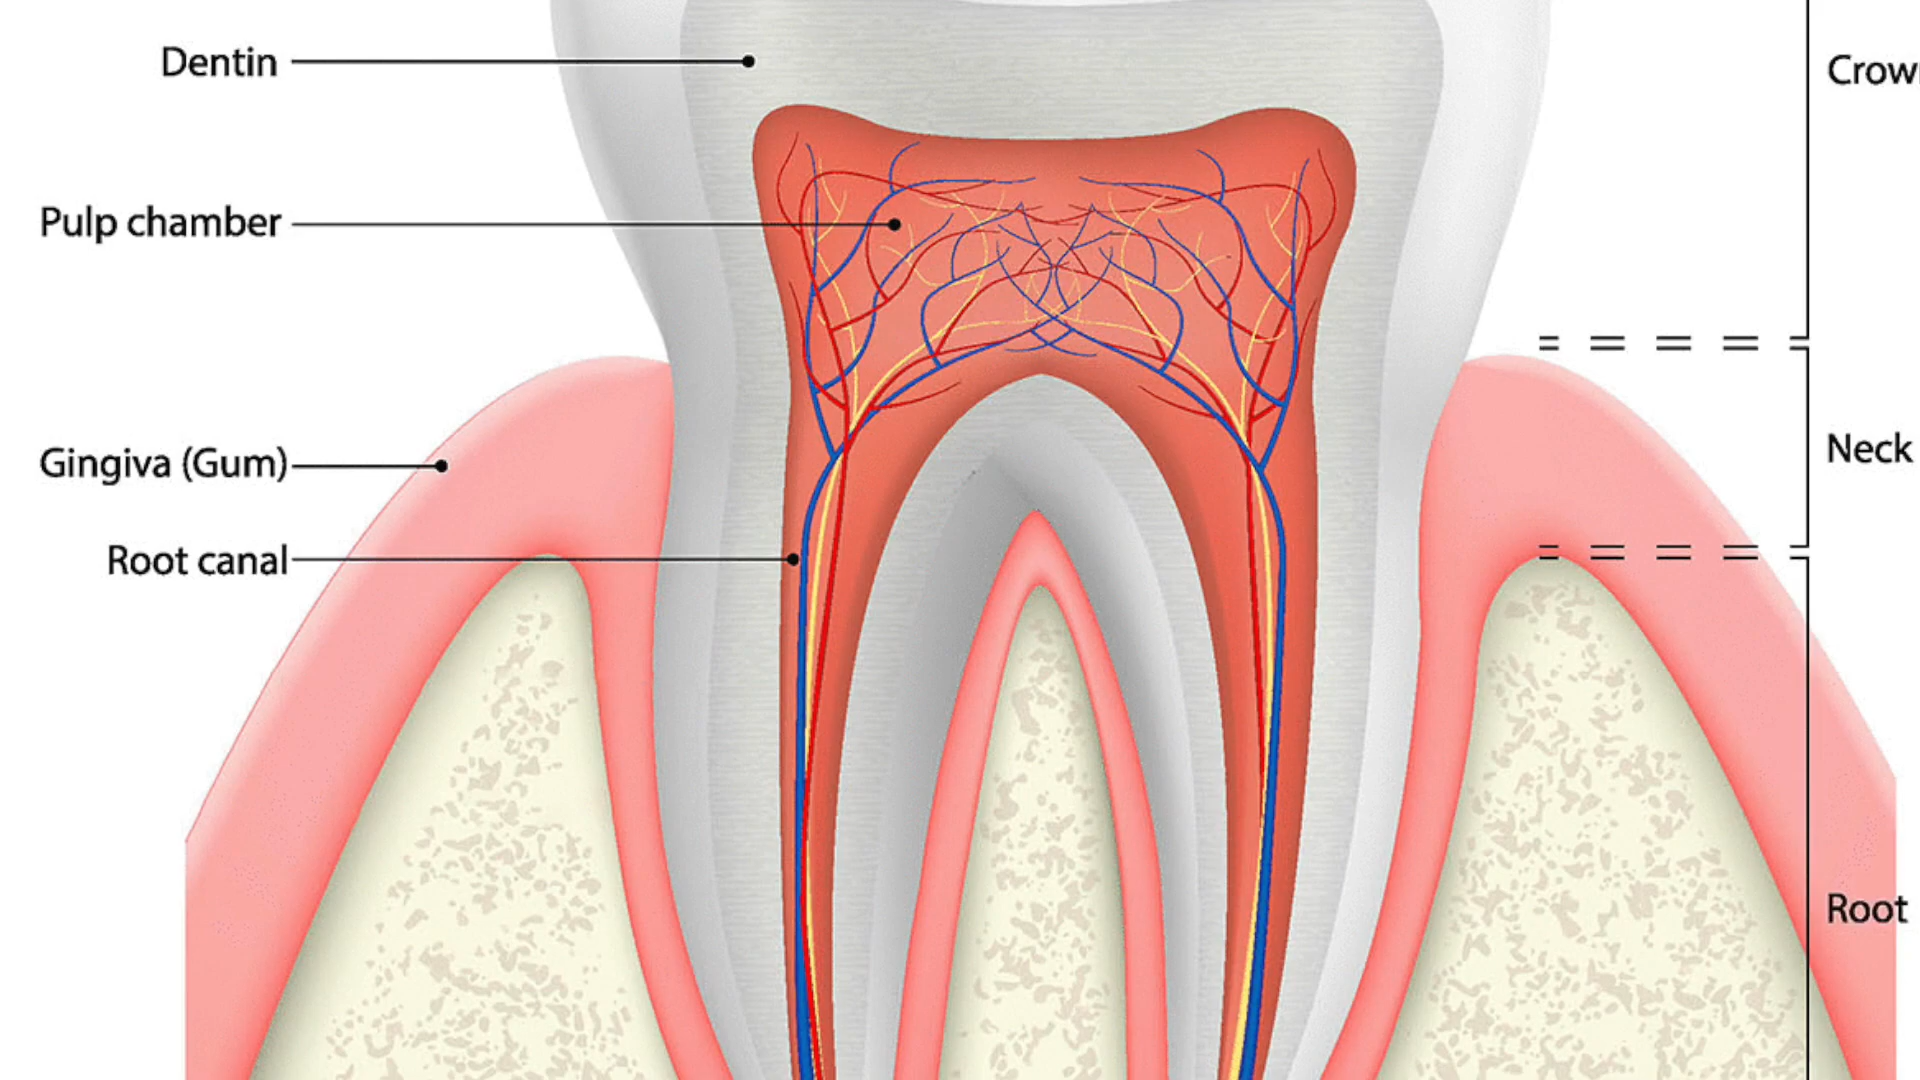 Dentin
Pulp chamber
Gingiva (Gum)
Root canal
Crow
Neck
Root